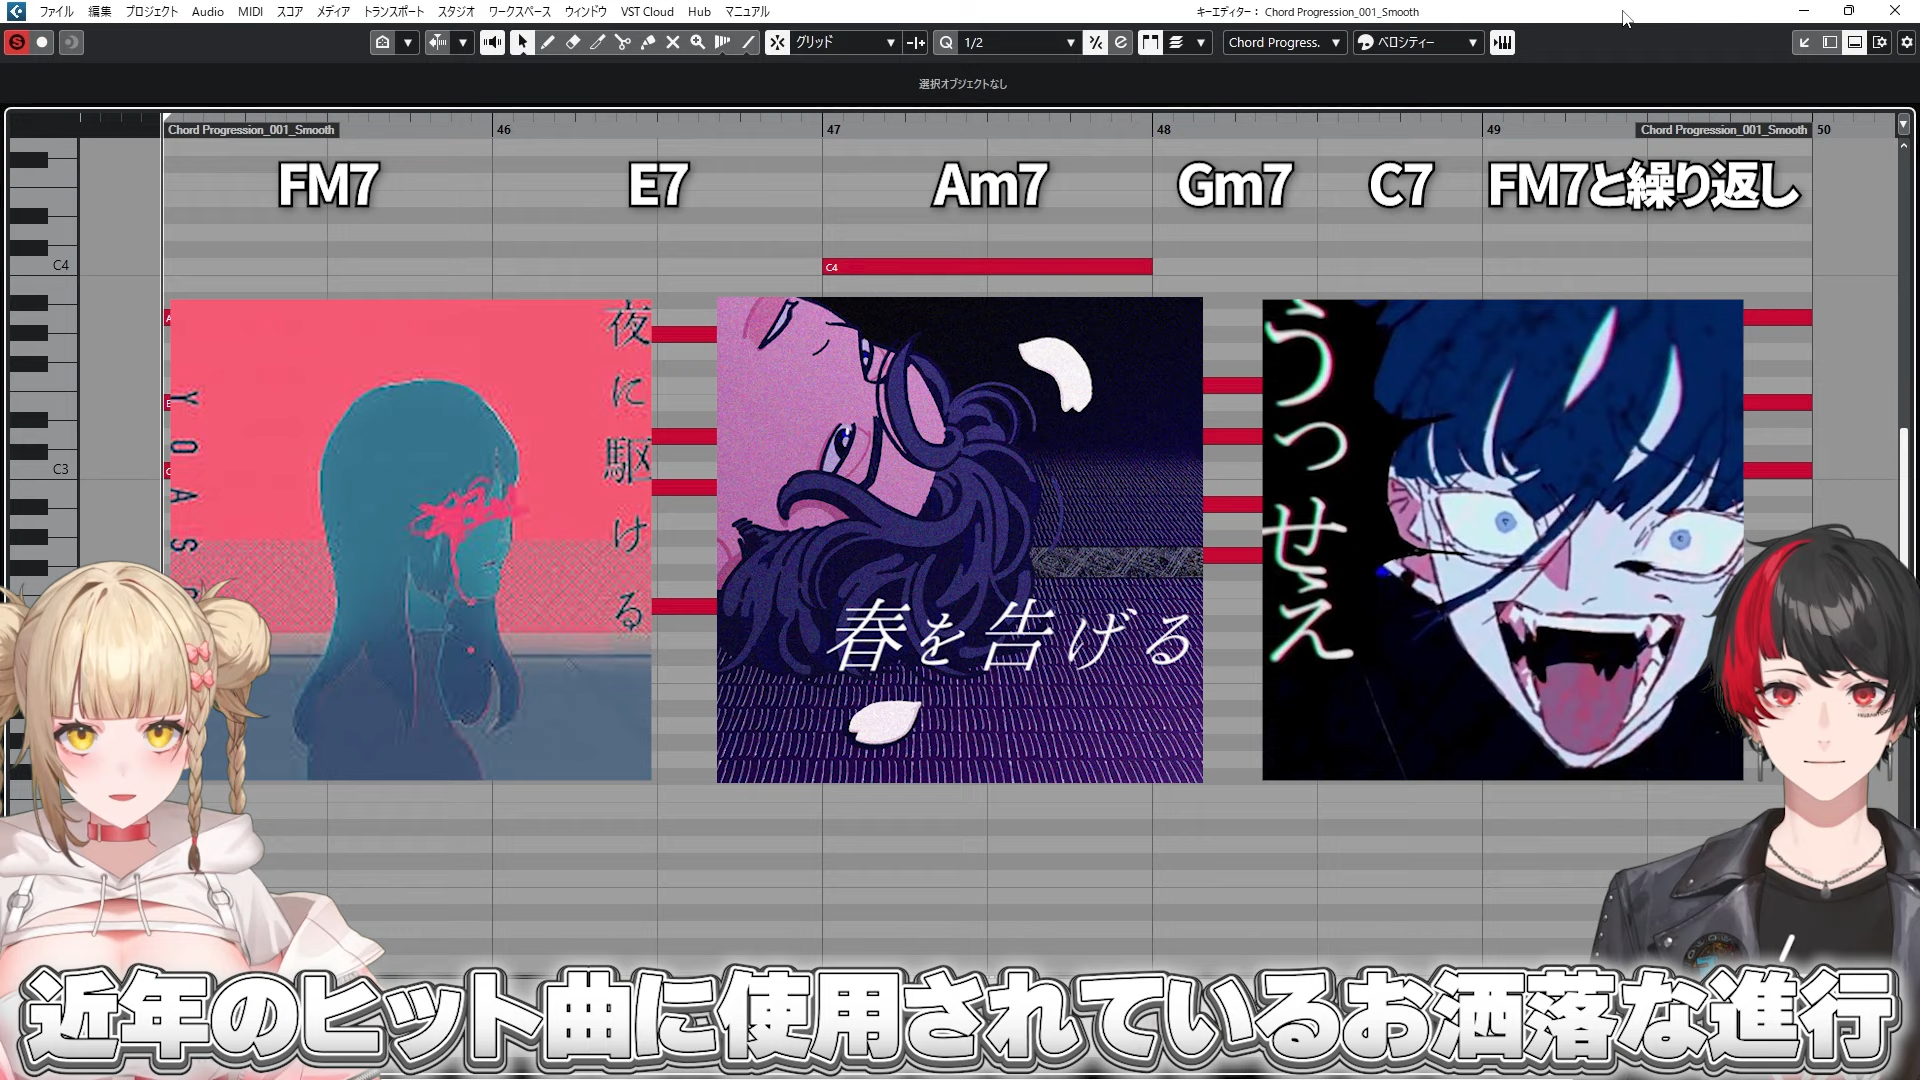 ファイル 編集 プロジェクト Audio MIDI スコア メディア トランスポート スタジオ ワークスペース ウィンドウ VST Cloud Hub マニュアル
キーエディター： Chord Progression_001_Smooth
グリッド
Q 1/2
Chord Progress.
ベロシティー
選択オブジェクトなし
Chord Progression_001_Smooth 46 47 48 49 Chord Progression_001_Smooth 50
FM7 E7 Am7 Gm7 C7 FM7と繰り返し
C4
C4
C3
夜に駆ける
YOAS
春を告げる
うっせえ
近年のヒット曲に使用されているお洒落な進行